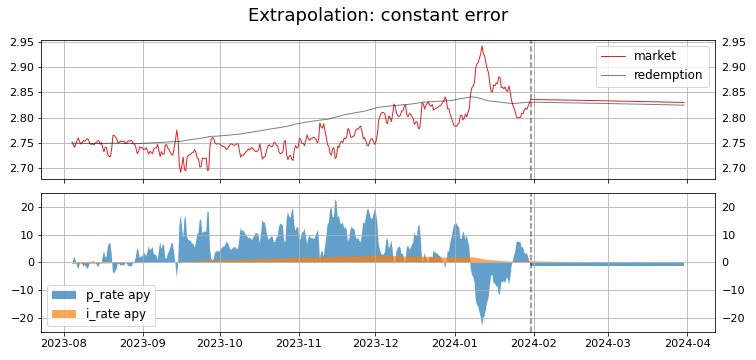 Extrapolation: constant error
2.95 2.95
market
redemption
2.90 2.90
2.85 2.85
2.80 2.80
2.75 2.75
2.70 2.70
20 20
10 10
0 0
−10 −10
p_rate apy
i_rate apy
−20 −20
2023-08 2023-09 2023-10 2023-11 2023-12 2024-01 2024-02 2024-03 2024-04